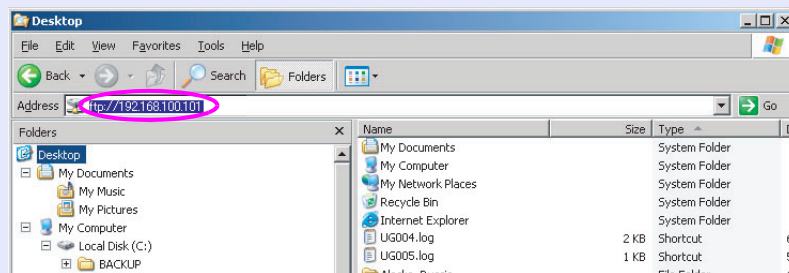 Desktop
File Edit View Favorites Tools Help
Back Search Folders
Address ftp://192.168.100.101 Go
Folders
Desktop
My Documents
My Music
My Pictures
My Computer
Local Disk (C:)
BACKUP
Name Size Type
My Documents System Folder
My Computer System Folder
My Network Places System Folder
Recycle Bin System Folder
Internet Explorer System Folder
UG004.log 2 KB Shortcut
UG005.log 1 KB Shortcut